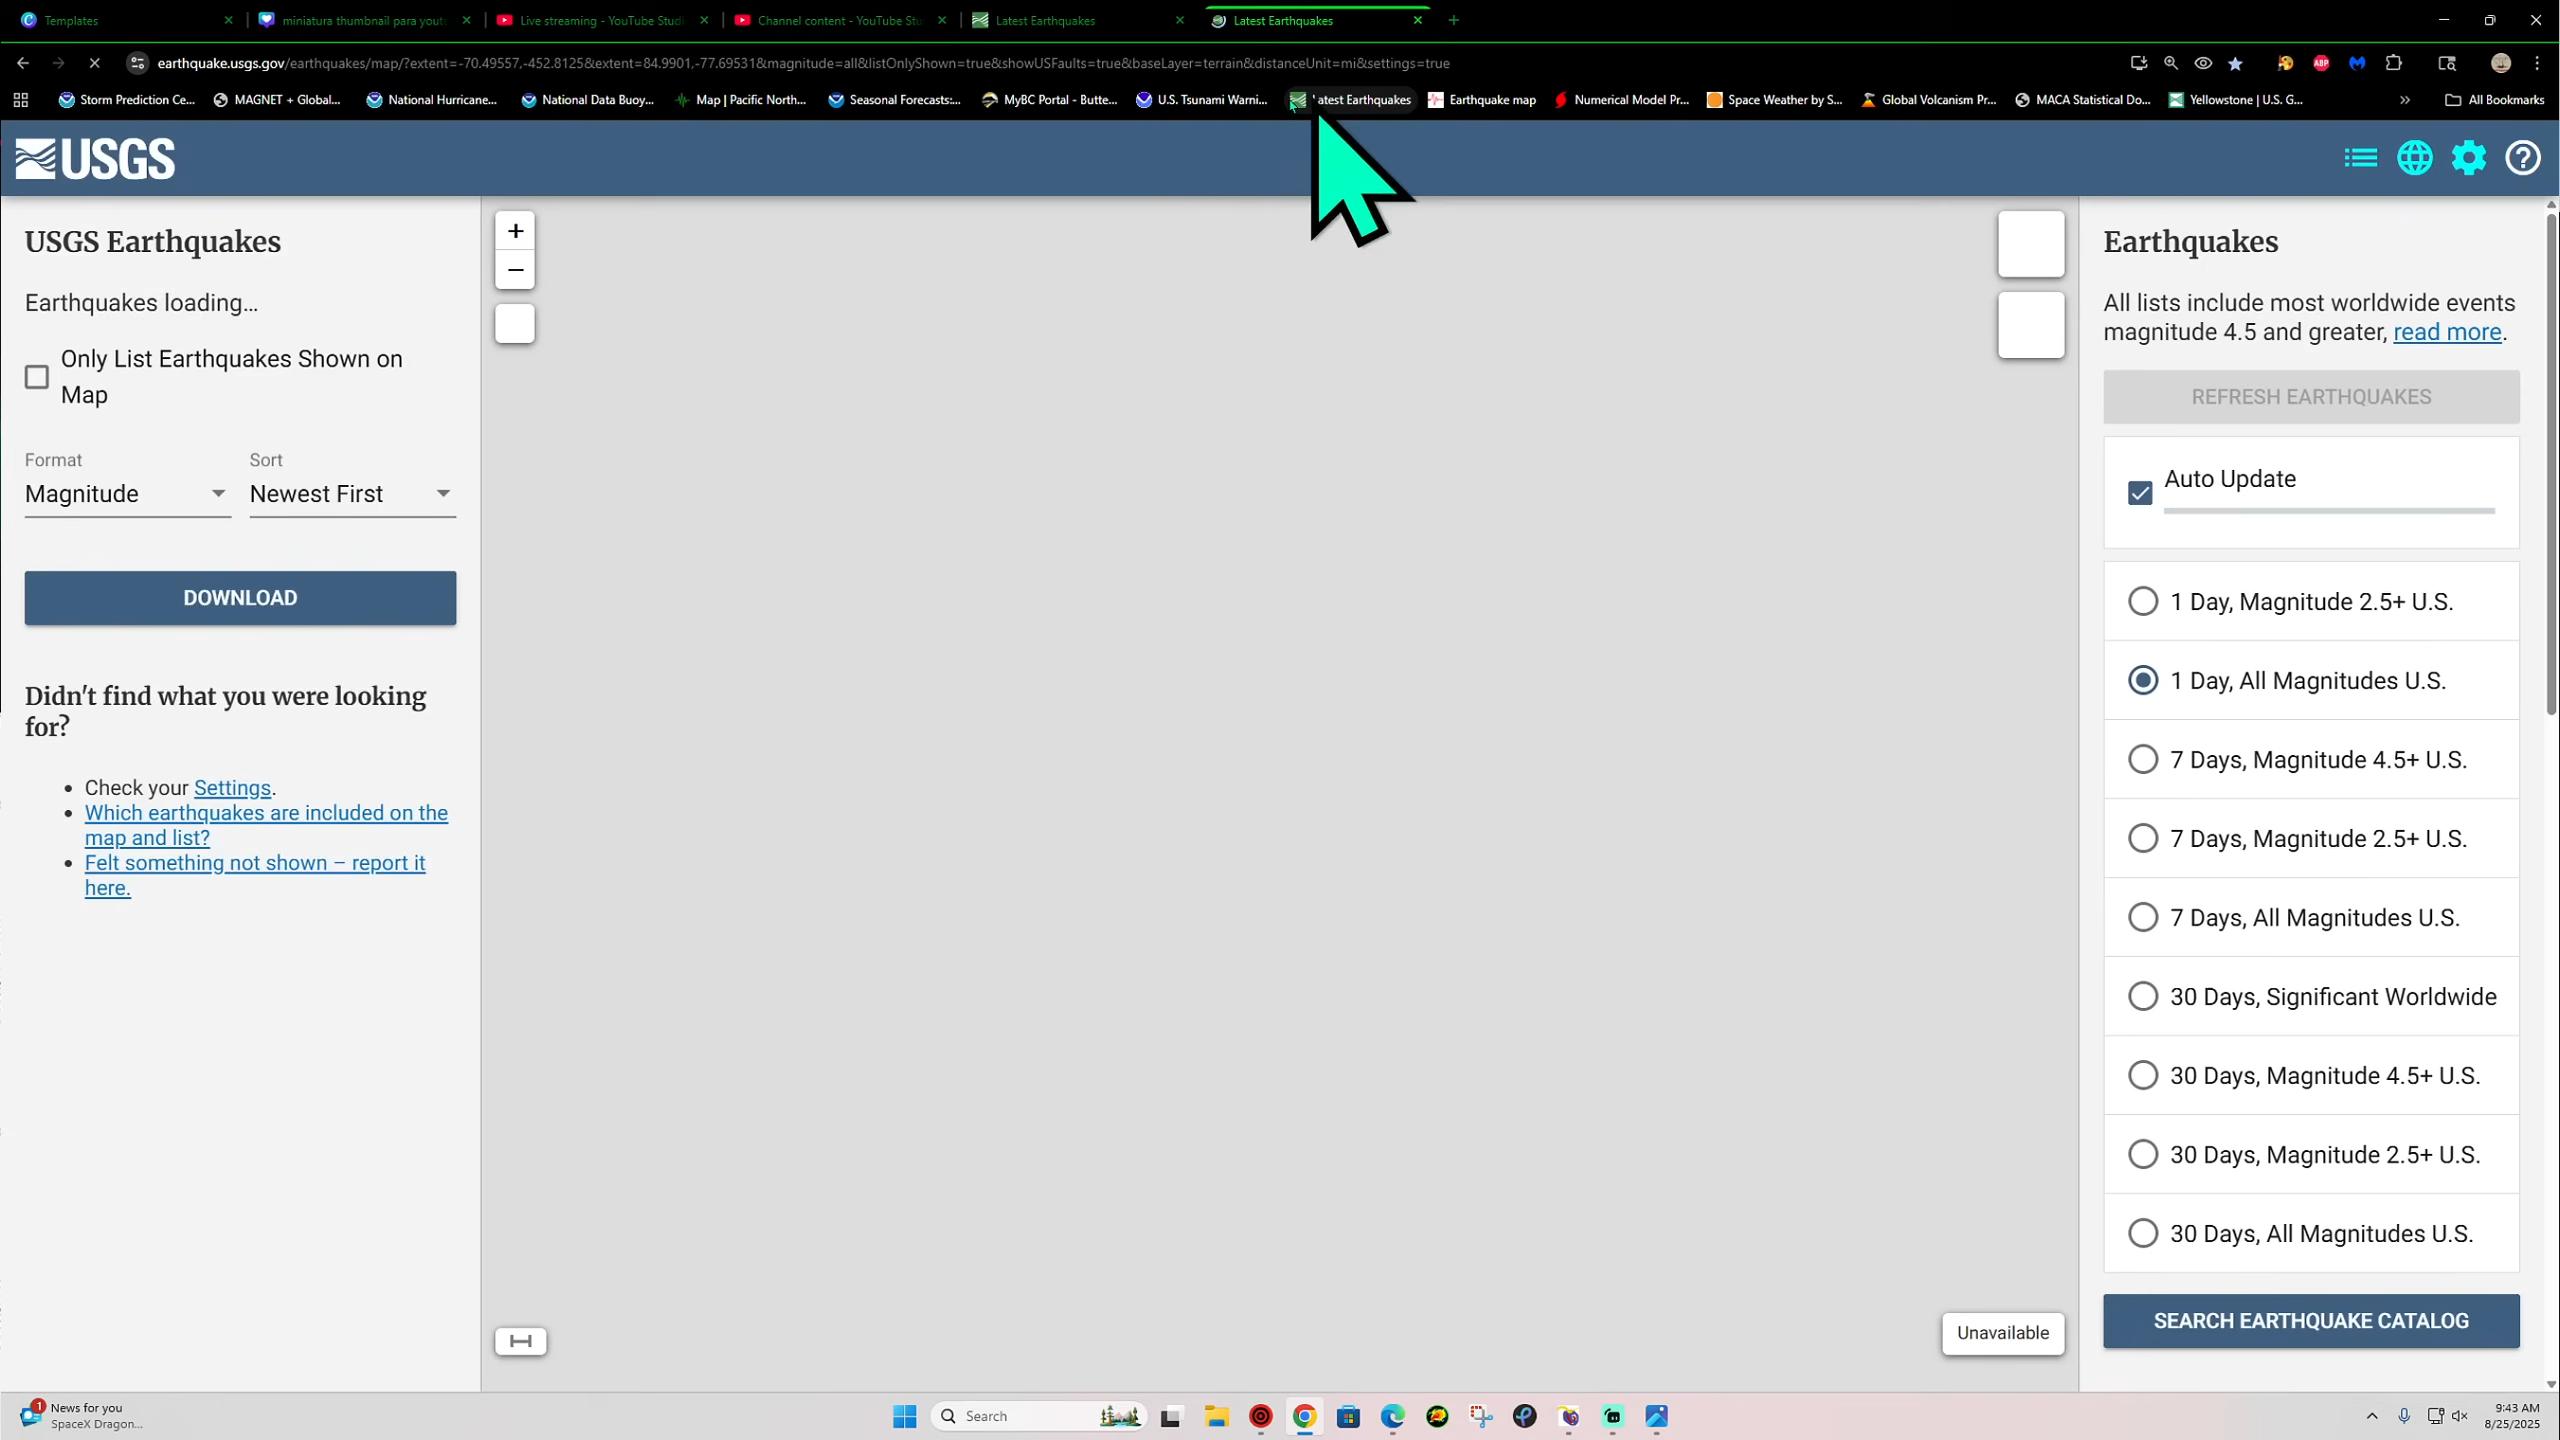 Templates
miniatura thumbnail para yout
Live streaming - YouTube Studi
Channel content - YouTube Stu
Latest Earthquakes
Latest Earthquakes
earthquake.usgs.gov/earthquakes/map/?extent=-70.49557,-452.8125&extent=84.9901,-77.69531&magnitude=all&listOnlyShown=true&showUSFaults=true&baseLayer=terrain&distanceUnit=mi&settings=true
ABP
Storm Prediction Ce...
MAGNET + Global...
National Hurricane...
National Data Buoy...
Map | Pacific North...
Seasonal Forecasts:...
MyBC Portal - Butte...
U.S. Tsunami Warni...
Latest Earthquakes
Earthquake map
Numerical Model Pr...
Space Weather by S...
Global Volcanism Pr...
MACA Statistical Do...
Yellowstone | U.S. G...
All Bookmarks
USGS
USGS Earthquakes
Earthquakes loading...
Only List Earthquakes Shown on
Map
Format
Sort
Magnitude
Newest First
DOWNLOAD
Didn't find what you were looking
for?
Check your Settings.
Which earthquakes are included on the
map and list?
Felt something not shown – report it
here.
+
−
Unavailable
Earthquakes
All lists include most worldwide events
magnitude 4.5 and greater, read more.
REFRESH EARTHQUAKES
Auto Update
1 Day, Magnitude 2.5+ U.S.
1 Day, All Magnitudes U.S.
7 Days, Magnitude 4.5+ U.S.
7 Days, Magnitude 2.5+ U.S.
7 Days, All Magnitudes U.S.
30 Days, Significant Worldwide
30 Days, Magnitude 4.5+ U.S.
30 Days, Magnitude 2.5+ U.S.
30 Days, All Magnitudes U.S.
SEARCH EARTHQUAKE CATALOG
1
News for you
SpaceX Dragon...
Search
9:43 AM
8/25/2025